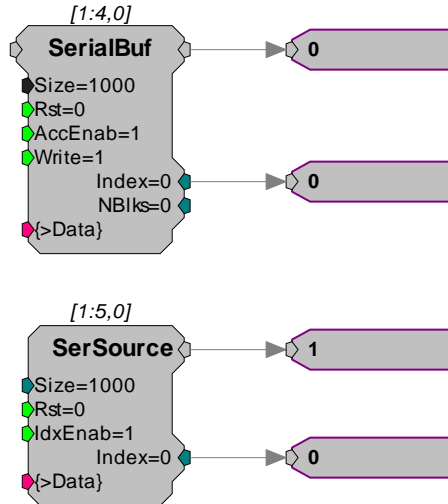 [1:4,0]
SerialBuf 0
Size=1000
Rst=0
AccEnab=1
Write=1
Index=0 0
NBlks=0
{>Data}
[1:5,0]
SerSource 1
Size=1000
Rst=0
IdxEnab=1
Index=0 0
{>Data}